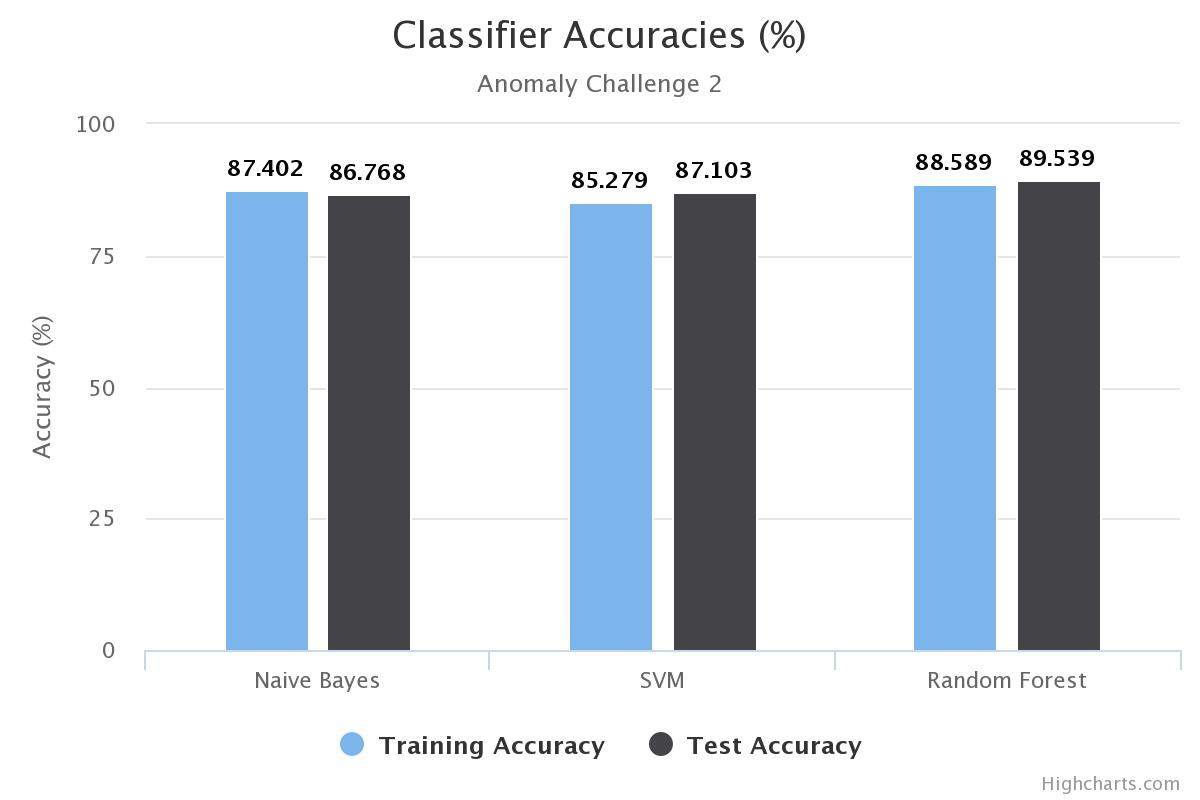 Classifier Accuracies (%)
Anomaly Challenge 2
Accuracy (%)
100
75
50
25
0
87.402
86.768
85.279
87.103
88.589
89.539
Naive Bayes
SVM
Random Forest
Training Accuracy
Test Accuracy
Highcharts.com